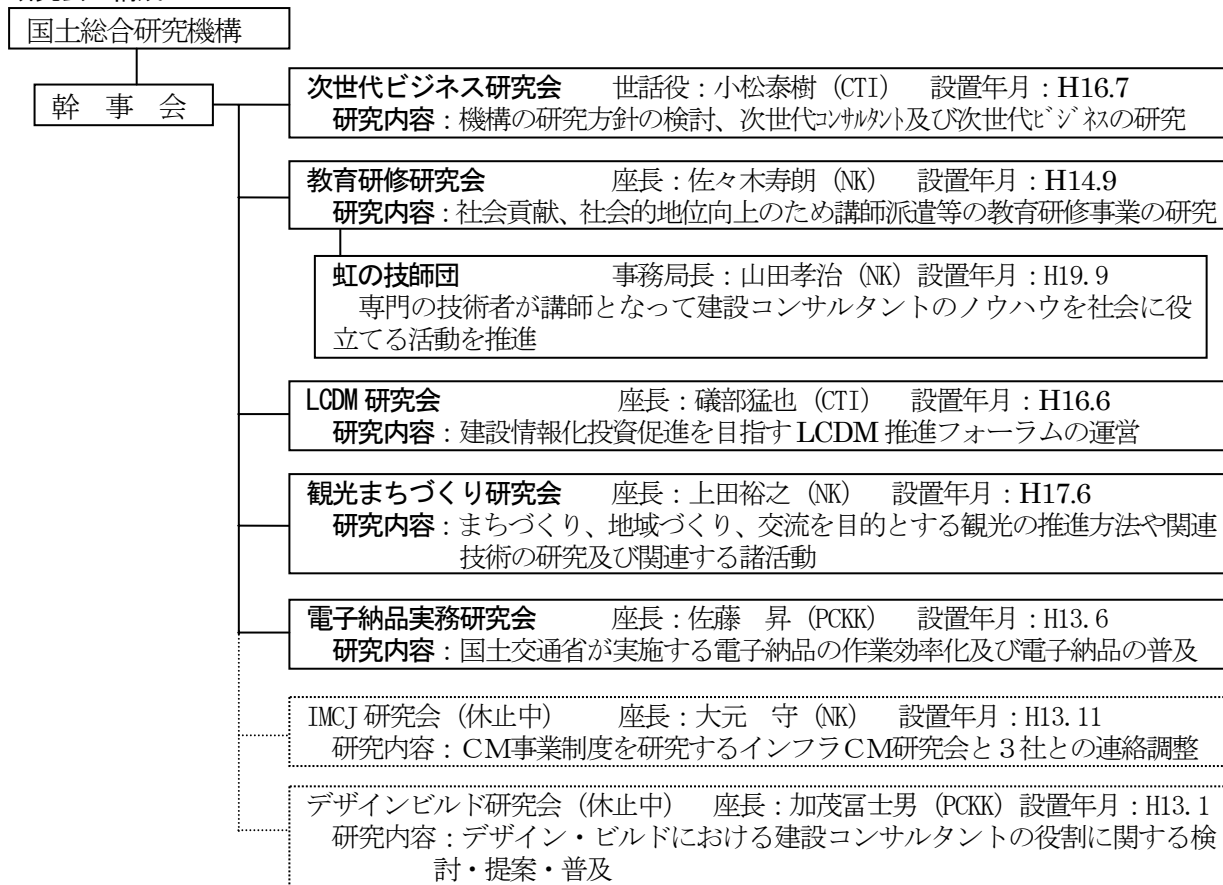 国土総合研究機構
幹 事 会
次世代ビジネス研究会 世話役：小松泰樹（CTI） 設置年月：H16.7
研究内容：機構の研究方針の検討、次世代ｺﾝｻﾙﾀﾝﾄ及び次世代ﾋﾞｼﾞﾈｽの研究
教育研修研究会 座長：佐々木寿朗（NK） 設置年月：H14.9
研究内容：社会貢献、社会的地位向上のため講師派遣等の教育研修事業の研究
虹の技師団 事務局長：山田孝治（NK）設置年月：H19.9
専門の技術者が講師となって建設コンサルタントのノウハウを社会に役
立てる活動を推進
LCDM 研究会 座長：礒部猛也（CTI） 設置年月：H16.6
研究内容：建設情報化投資促進を目指す LCDM 推進フォーラムの運営
観光まちづくり研究会 座長：上田裕之（NK） 設置年月：H17.6
研究内容：まちづくり、地域づくり、交流を目的とする観光の推進方法や関連
技術の研究及び関連する諸活動
電子納品実務研究会 座長：佐藤 昇（PCKK） 設置年月：H13.6
研究内容：国土交通省が実施する電子納品の作業効率化及び電子納品の普及
IMCJ 研究会（休止中） 座長：大元 守（NK） 設置年月：H13.11
研究内容：ＣＭ事業制度を研究するインフラＣＭ研究会と３社との連絡調整
デザインビルド研究会（休止中） 座長：加茂冨士男（PCKK）設置年月：H13.1
研究内容：デザイン・ビルドにおける建設コンサルタントの役割に関する検
討・提案・普及